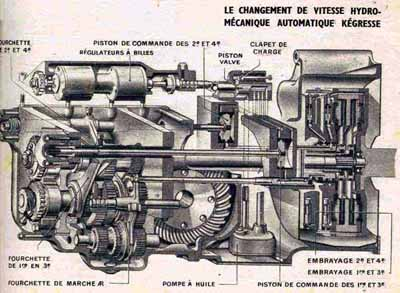 LE CHANGEMENT DE VITESSE HYDRO-
MÉCANIQUE AUTOMATIQUE KÉGRESSE
FOURCHETTE
DE 2ᵉ ET 4ᵉ
PISTON DE COMMANDE DES 2ᵉ ET 4ᵉ
RÉGULATEURS À BILLES
PISTON
VALVE
CLAPET DE
CHARGE
FOURCHETTE
DE 1ʳᵉ EN 3ᵉ
FOURCHETTE DE MARCHE AR
POMPE À HUILE
EMBRAYAGE 2ᵉ ET 4ᵉ
EMBRAYAGE 1ʳᵉ ET 3ᵉ
PISTON DE COMMANDE DES 1ʳᵉ ET 3ᵉ